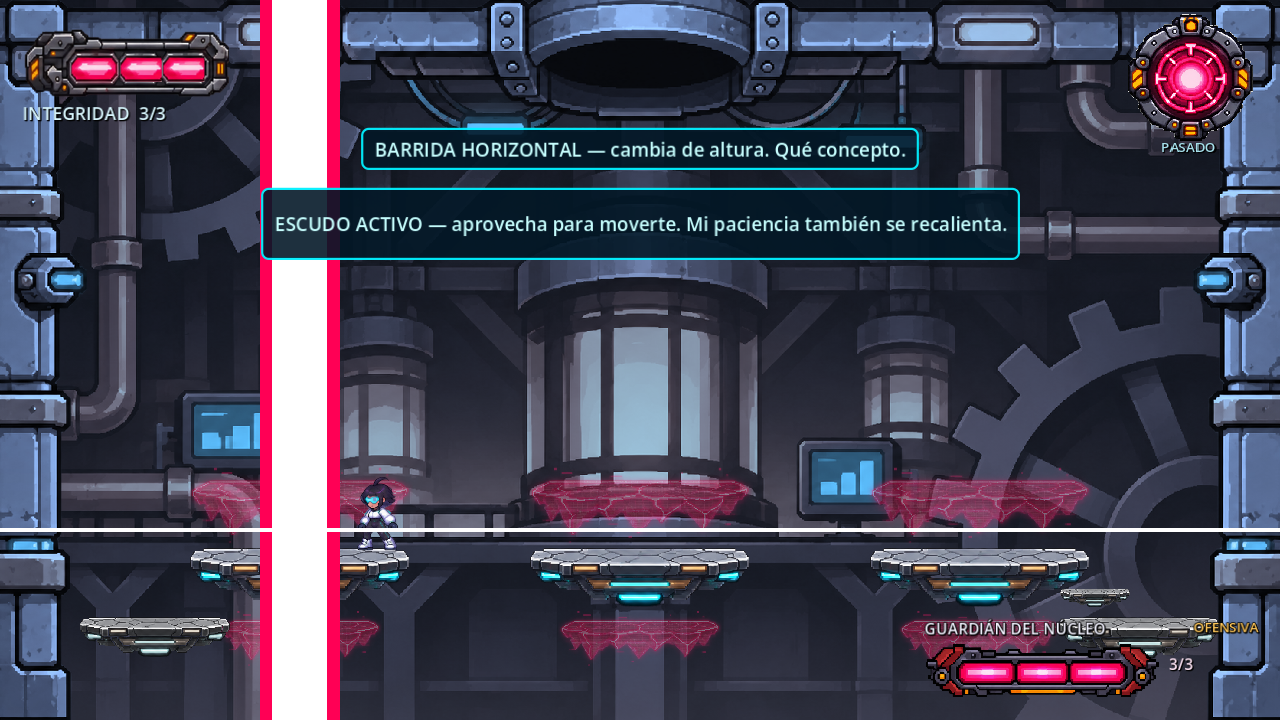 INTEGRIDAD 3/3
PASADO
BARRIDA HORIZONTAL — cambia de altura. Qué concepto.
ESCUDO ACTIVO — aprovecha para moverte. Mi paciencia también se recalienta.
GUARDIÁN DEL NÚCLEO
OFENSIVA
3/3